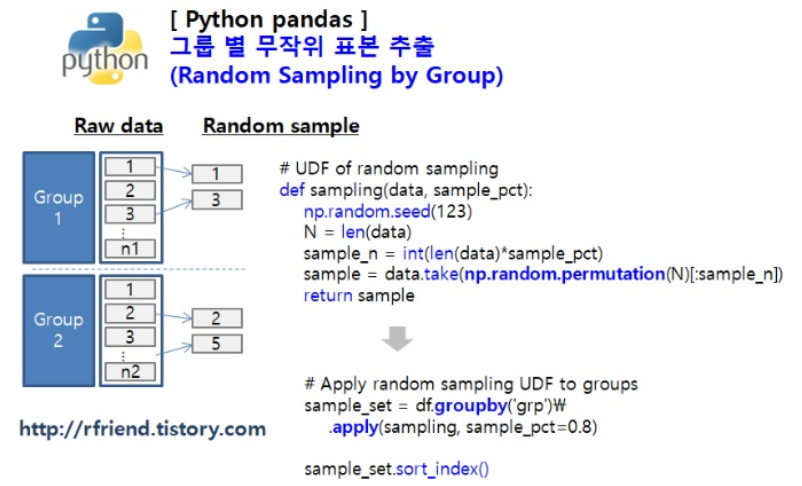 [ Python pandas ]
그룹 별 무작위 표본 추출
(Random Sampling by Group)
python
Raw data
Random sample
Group
1
1
2
3
n1
1
3
Group
2
1
2
3
n2
2
5
http://rfriend.tistory.com
# UDF of random sampling
def sampling(data, sample_pct):
np.random.seed(123)
N = len(data)
sample_n = int(len(data)*sample_pct)
sample = data.take(np.random.permutation(N)[:sample_n])
return sample
# Apply random sampling UDF to groups
sample_set = df.groupby('grp')₩
.apply(sampling, sample_pct=0.8)
sample_set.sort_index()